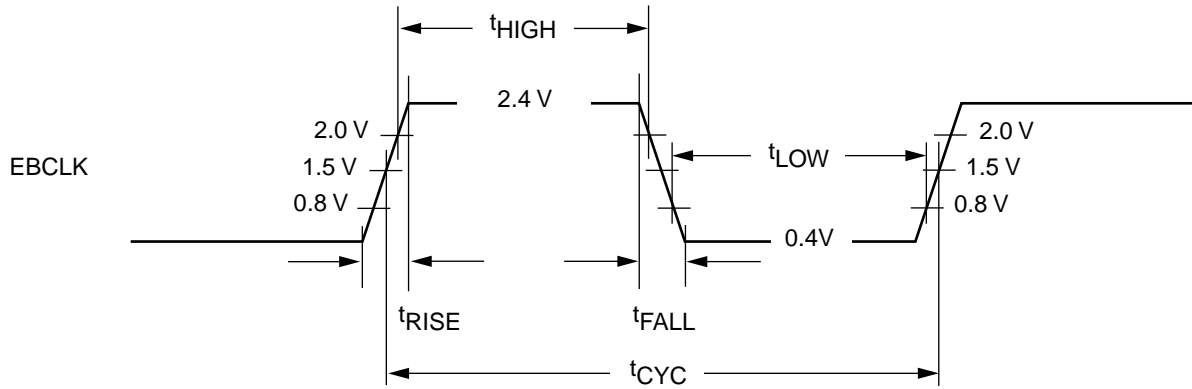 tHIGH
2.4 V
2.0 V
2.0 V
tLOW
EBCLK
1.5 V
1.5 V
0.8 V
0.8 V
0.4V
tRISE
tFALL
tCYC